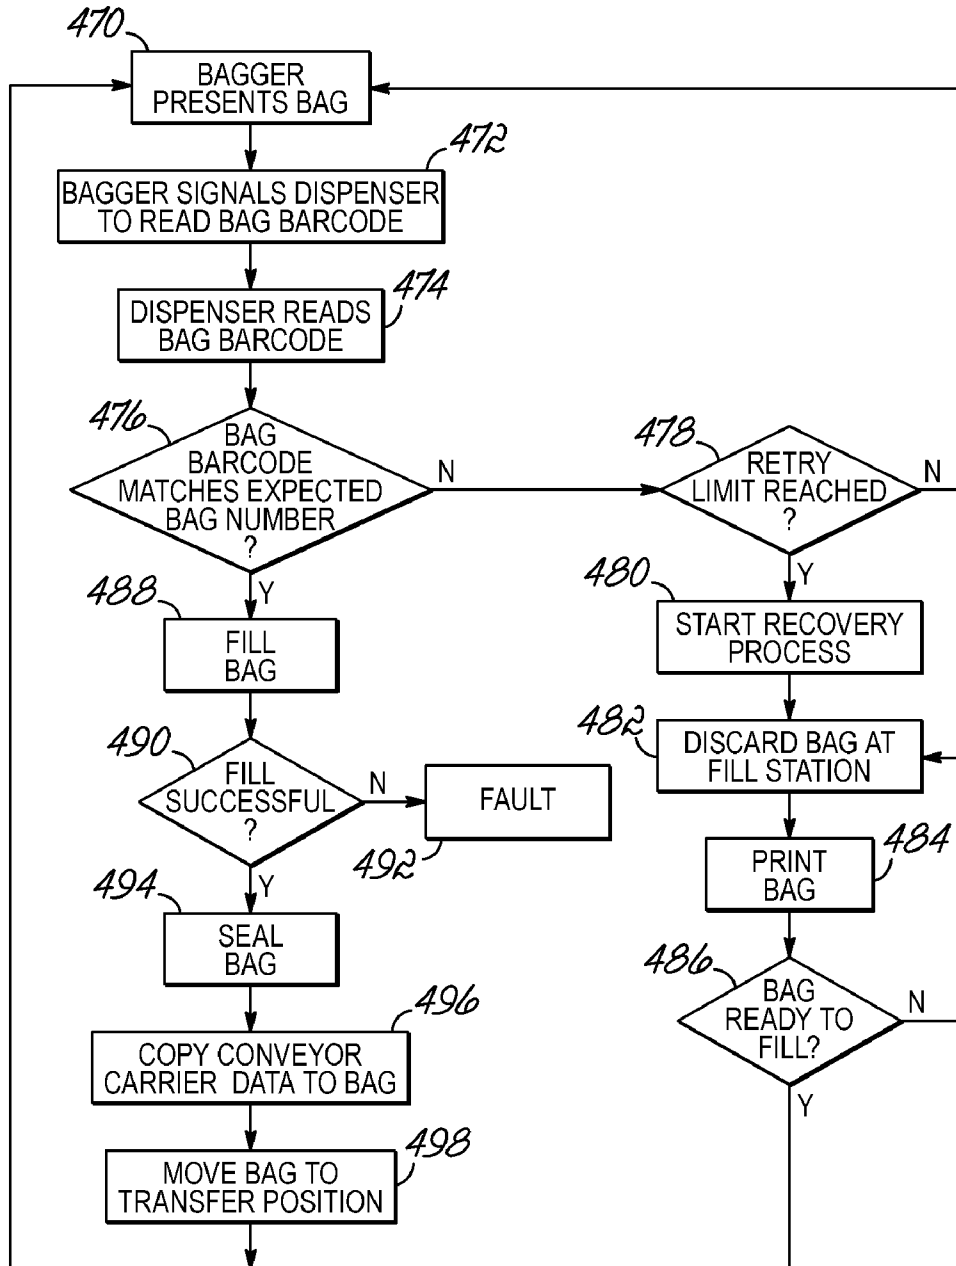 470
BAGGER
PRESENTS BAG
472
BAGGER SIGNALS DISPENSER
TO READ BAG BARCODE
474
DISPENSER READS
BAG BARCODE
476
BAG
BARCODE
MATCHES EXPECTED
BAG NUMBER
?
N
Y
478
RETRY
LIMIT REACHED
?
N
Y
480
START RECOVERY
PROCESS
482
DISCARD BAG AT
FILL STATION
484
PRINT
BAG
486
BAG
READY TO
FILL?
N
Y
488
FILL
BAG
490
FILL
SUCCESSFUL
?
N
Y
FAULT
492
494
SEAL
BAG
496
COPY CONVEYOR
CARRIER DATA TO BAG
498
MOVE BAG TO
TRANSFER POSITION